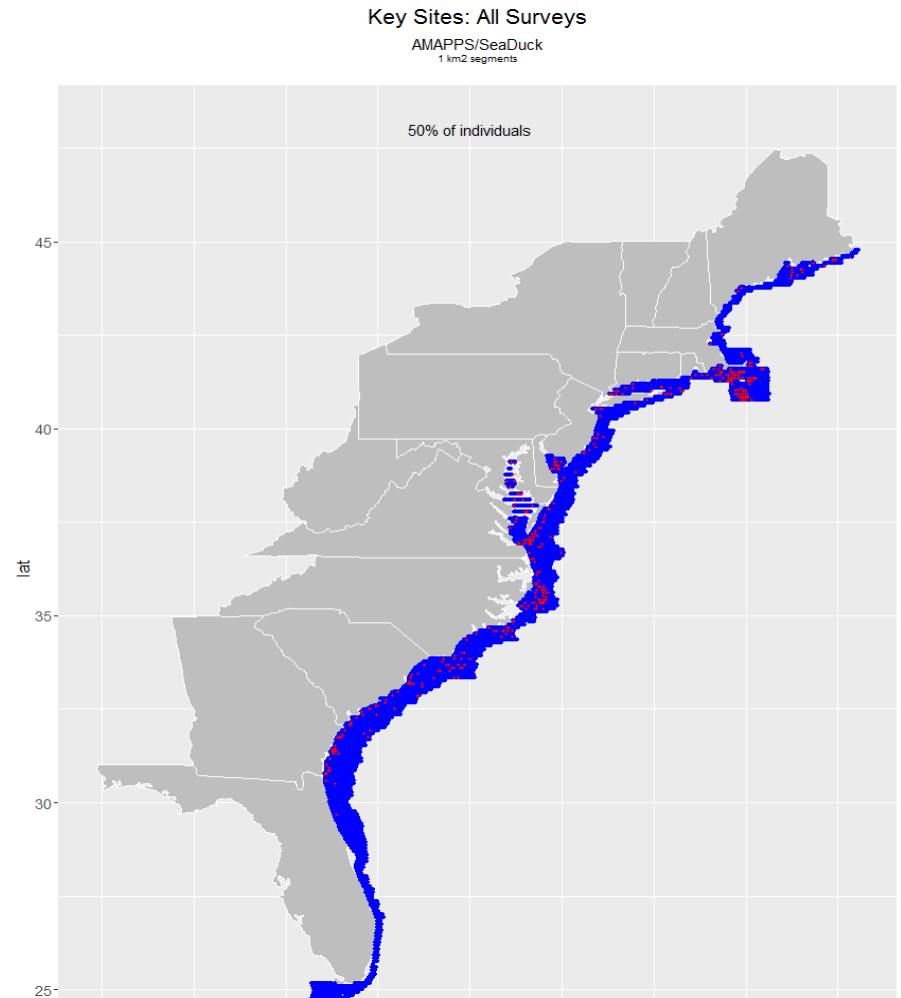 Key Sites: All Surveys
AMAPPS/SeaDuck
1 km2 segments
50% of individuals
45
40
lat
35
30
25